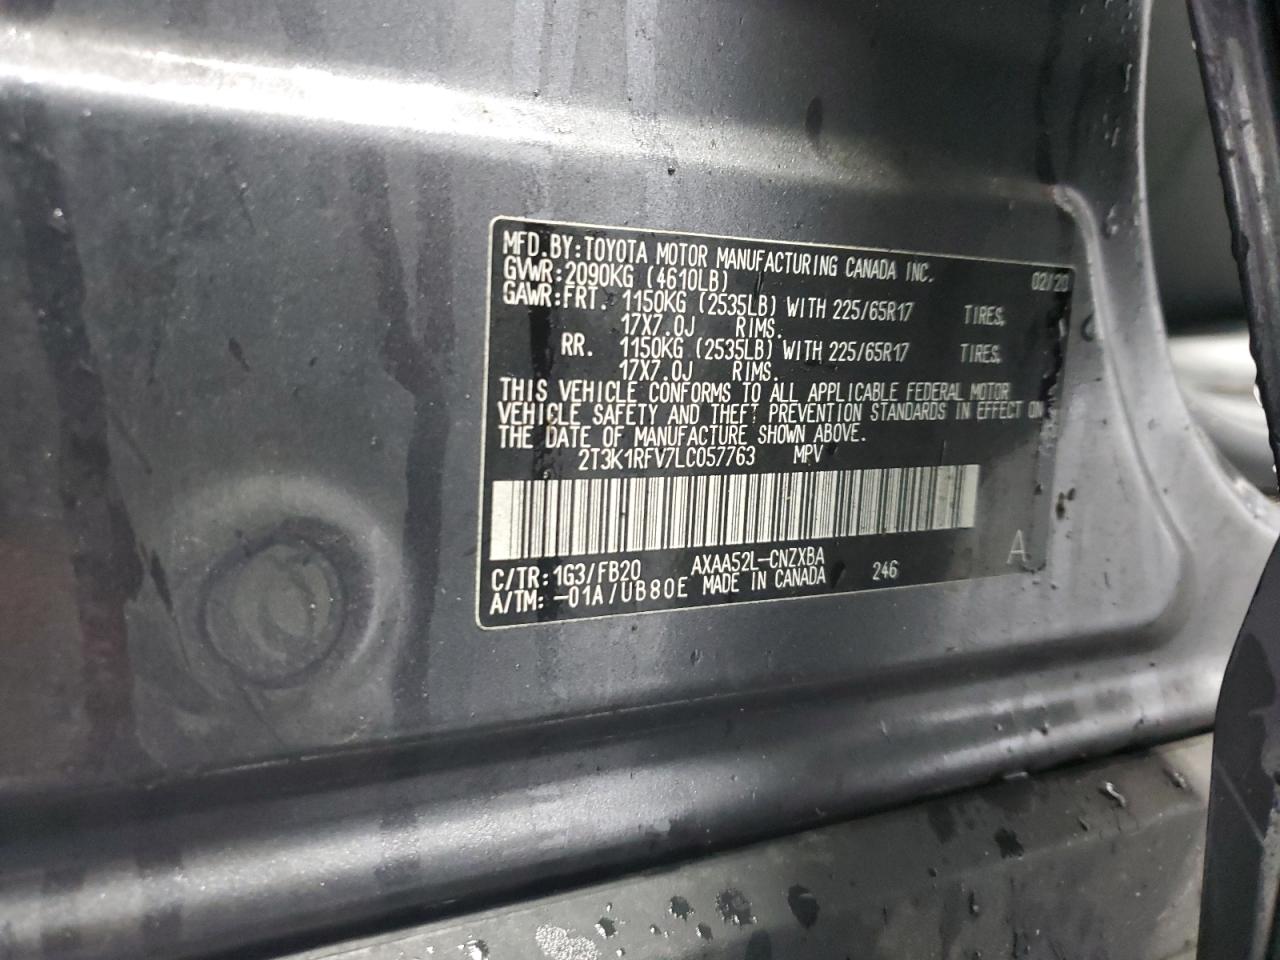 MFD.BY:TOYOTA MOTOR MANUFACTURING CANADA INC. 02/20
GVWR:2090KG (4610LB)
GAWR:FRT. 1150KG (2535LB) WITH 225/65R17 TIRES,
17X7.0J RIMS.
RR. 1150KG (2535LB) WITH 225/65R17 TIRES,
17X7.0J RIMS.
THIS VEHICLE CONFORMS TO ALL APPLICABLE FEDERAL MOTOR
VEHICLE SAFETY AND THEFT PREVENTION STANDARDS IN EFFECT ON
THE DATE OF MANUFACTURE SHOWN ABOVE.
2T3K1RFV7LC057763 MPV
C/TR:1G3/FB20 AXAA52L-CNZXBA A
A/TM:-01A/UB80E MADE IN CANADA 246